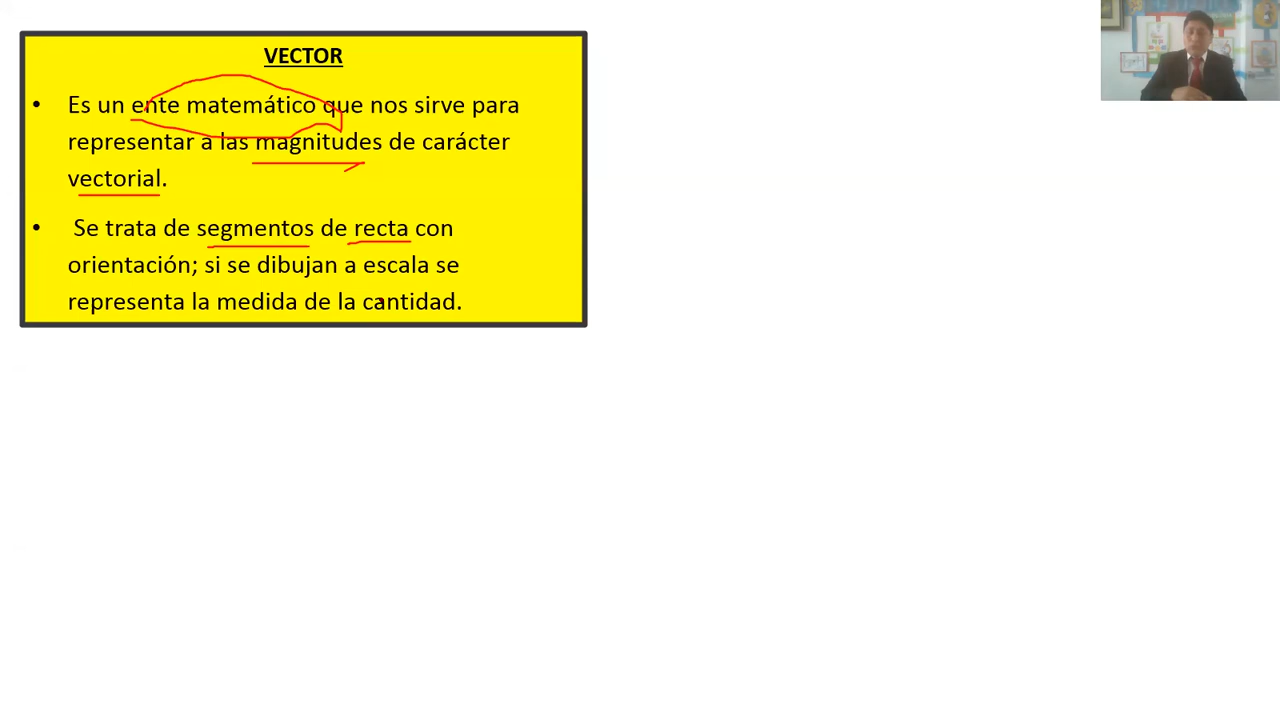 VECTOR
• Es un ente matemático que nos sirve para
representar a las magnitudes de carácter
vectorial.
• Se trata de segmentos de recta con
orientación; si se dibujan a escala se
representa la medida de la cantidad.